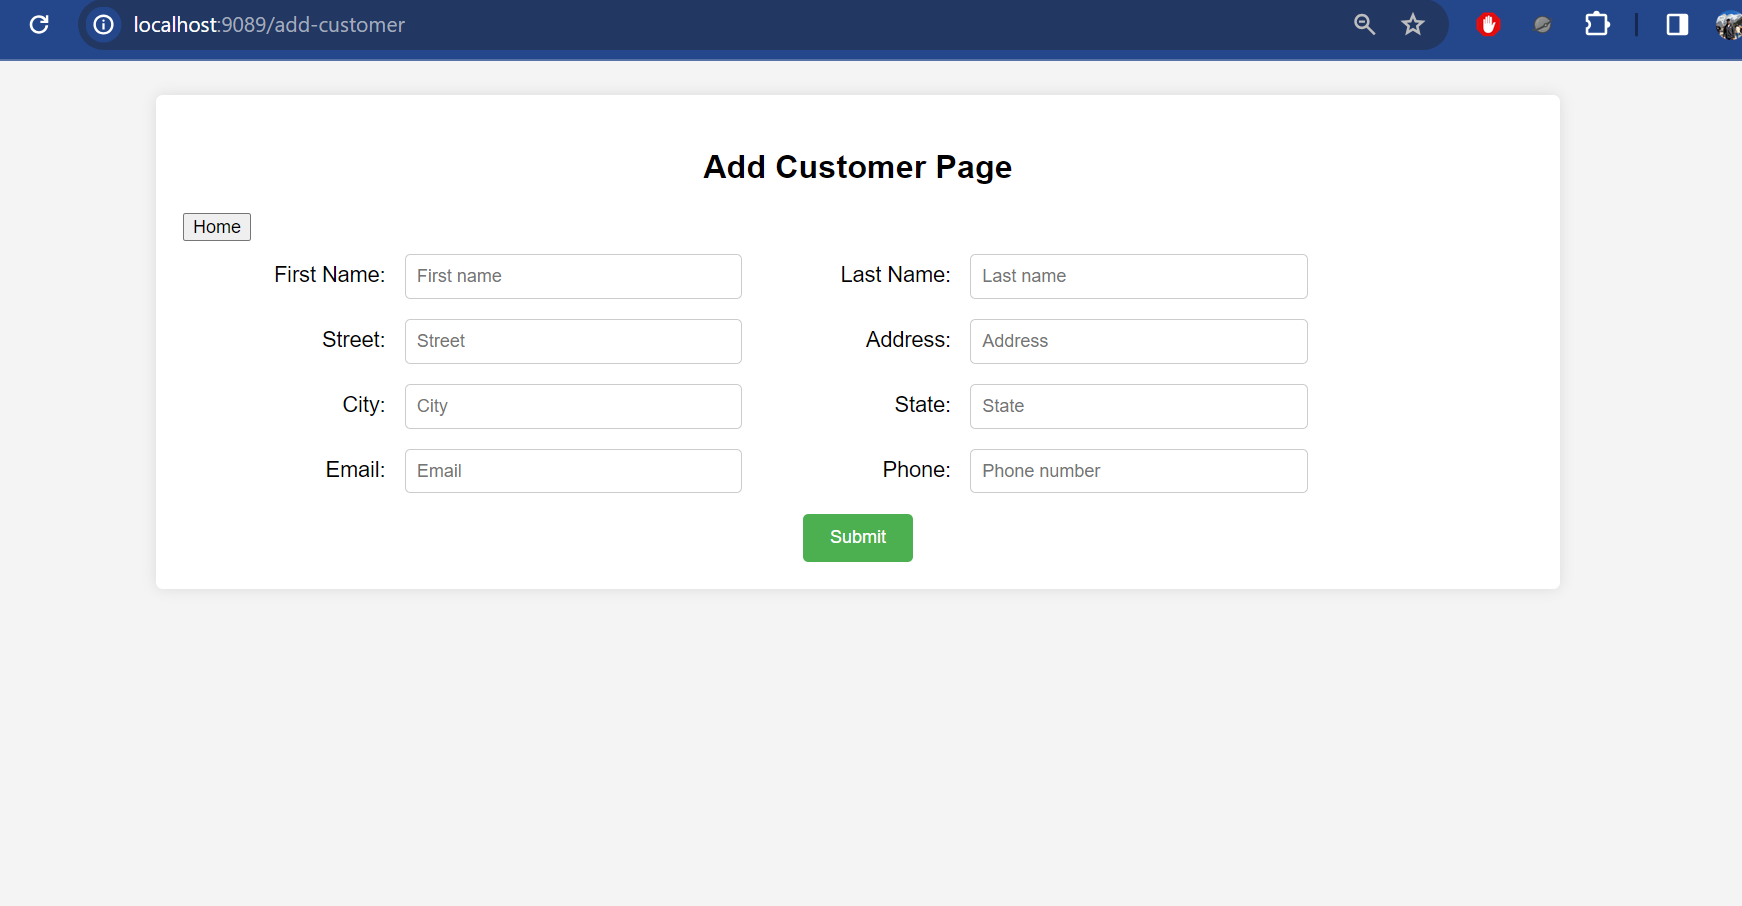 localhost:9089/add-customer
Add Customer Page
Home
First Name: First name Last Name: Last name
Street: Street Address: Address
City: City State: State
Email: Email Phone: Phone number
Submit